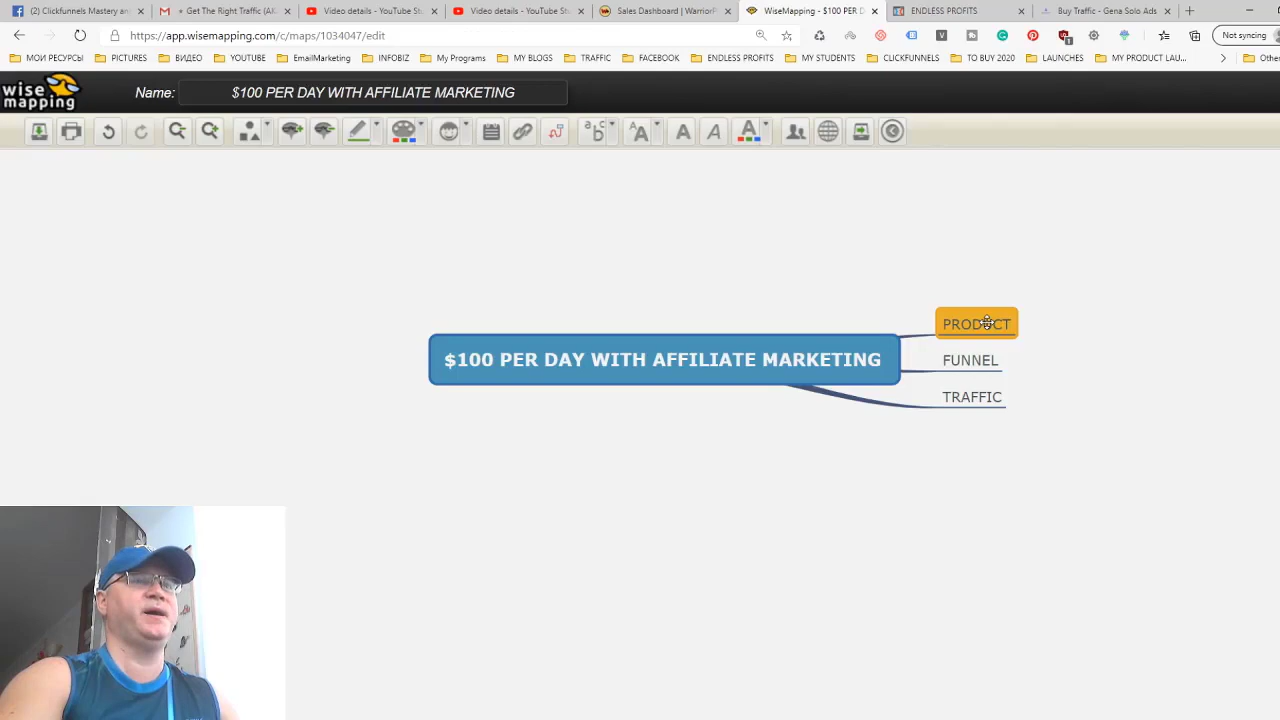 (2) Clickfunnels Mastery an
+ Get The Right Traffic (AK
Video details - YouTube Stu
Video details - YouTube St
Sales Dashboard | WarriorP
WiseMapping - $100 PER D
ENDLESS PROFITS
Buy Traffic - Gena Solo Ads
https://app.wisemapping.com/c/maps/1034047/edit
Not syncing
МОИ РЕСУРСЫ
PICTURES
ВИДЕО
YOUTUBE
EmailMarketing
INFOBIZ
My Programs
MY BLOGS
TRAFFIC
FACEBOOK
ENDLESS PROFITS
MY STUDENTS
CLICKFUNNELS
TO BUY 2020
LAUNCHES
MY PRODUCT LAU...
Othe
wise
mapping
Name: $100 PER DAY WITH AFFILIATE MARKETING
PRODUCT
$100 PER DAY WITH AFFILIATE MARKETING
FUNNEL
TRAFFIC